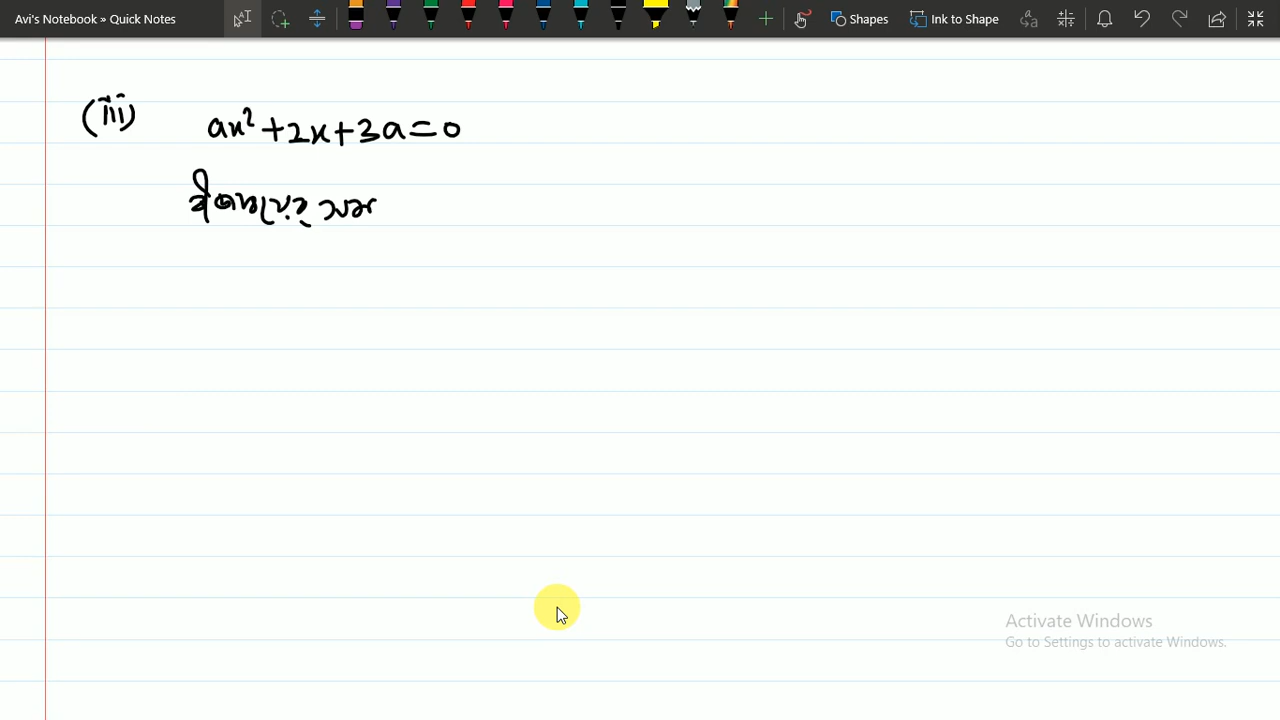 Avi's Notebook » Quick Notes
Shapes
Ink to Shape
(iii) ax² + 2x + 3a = 0
Activate Windows
Go to Settings to activate Windows.